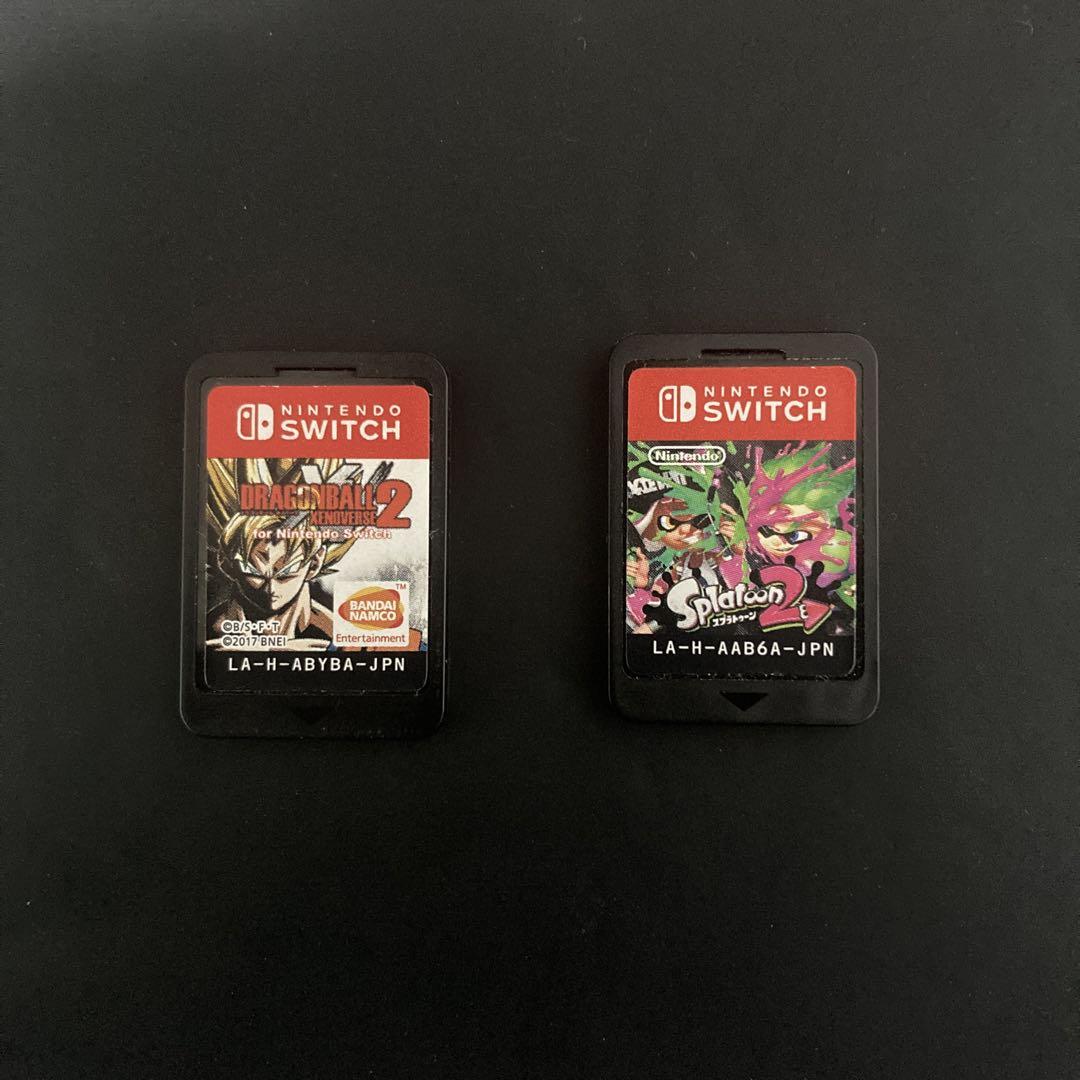 NINTENDO
SWITCH
DRAGONBALL
XENOVERSE 2
for Nintendo Switch
BANDAI
NAMCO
Entertainment
TM
©B/S・F・T
©2017 BNEI
LA-H-ABYBA-JPN
NINTENDO
SWITCH
Nintendo
Splatoon 2
スプラトゥーン
LA-H-AAB6A-JPN